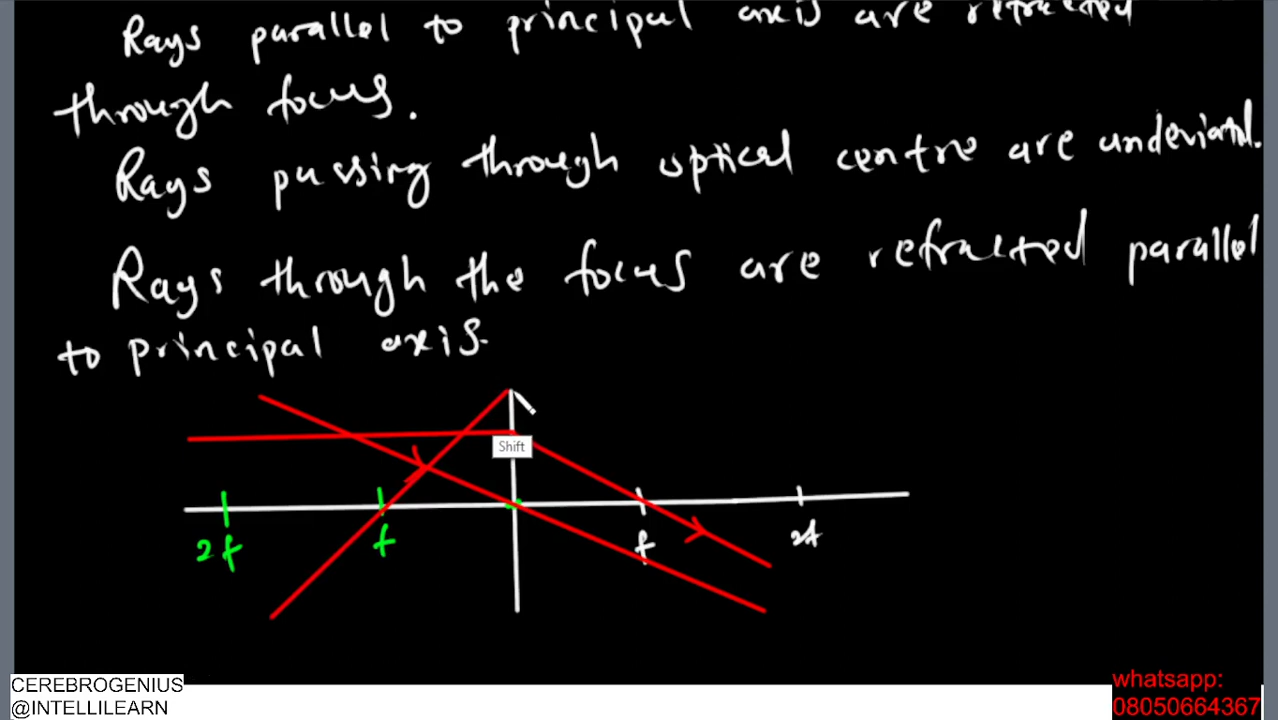 Rays parallel to principal axis are refracted
through focus.
Rays passing through optical centre are undeviated.
Rays through the focus are refracted parallel
to principal axis.
Shift
2f f f 2f
CEREBROGENIUS
@INTELLILEARN
whatsapp:
08050664367